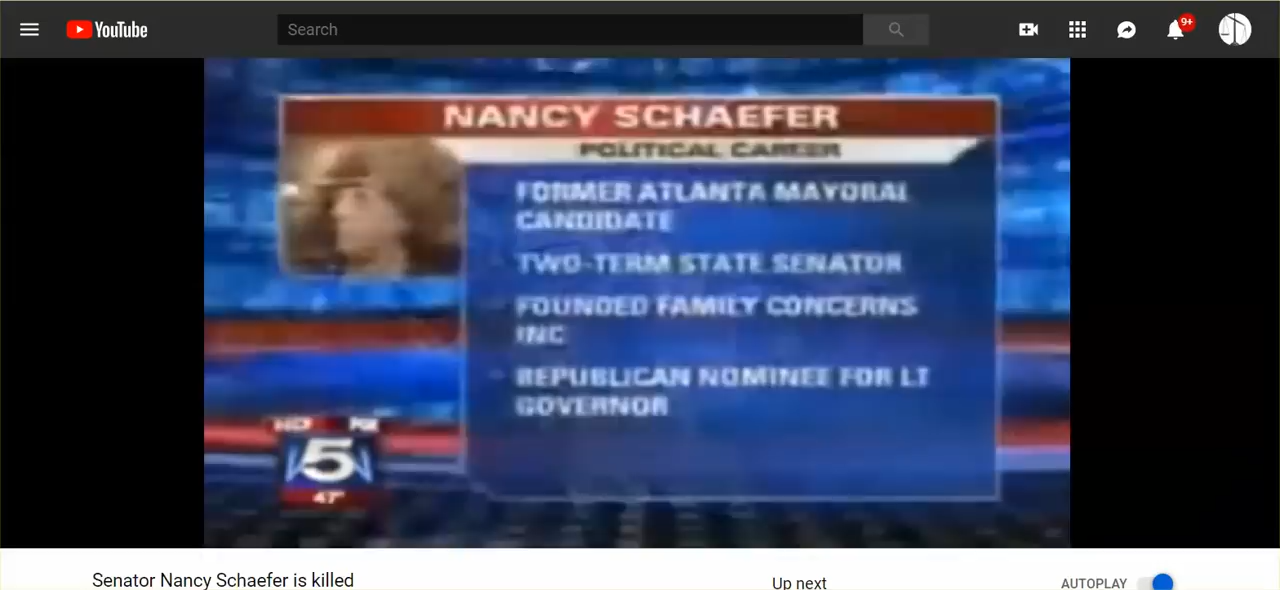 YouTube
Search
9+
NANCY SCHAEFER
POLITICAL CAREER
FORMER ATLANTA MAYORAL
CANDIDATE
TWO-TERM STATE SENATOR
FOUNDED FAMILY CONCERNS
INC
REPUBLICAN NOMINEE FOR LT
GOVERNOR
FOX
5
47°
Senator Nancy Schaefer is killed
Up next
AUTOPLAY